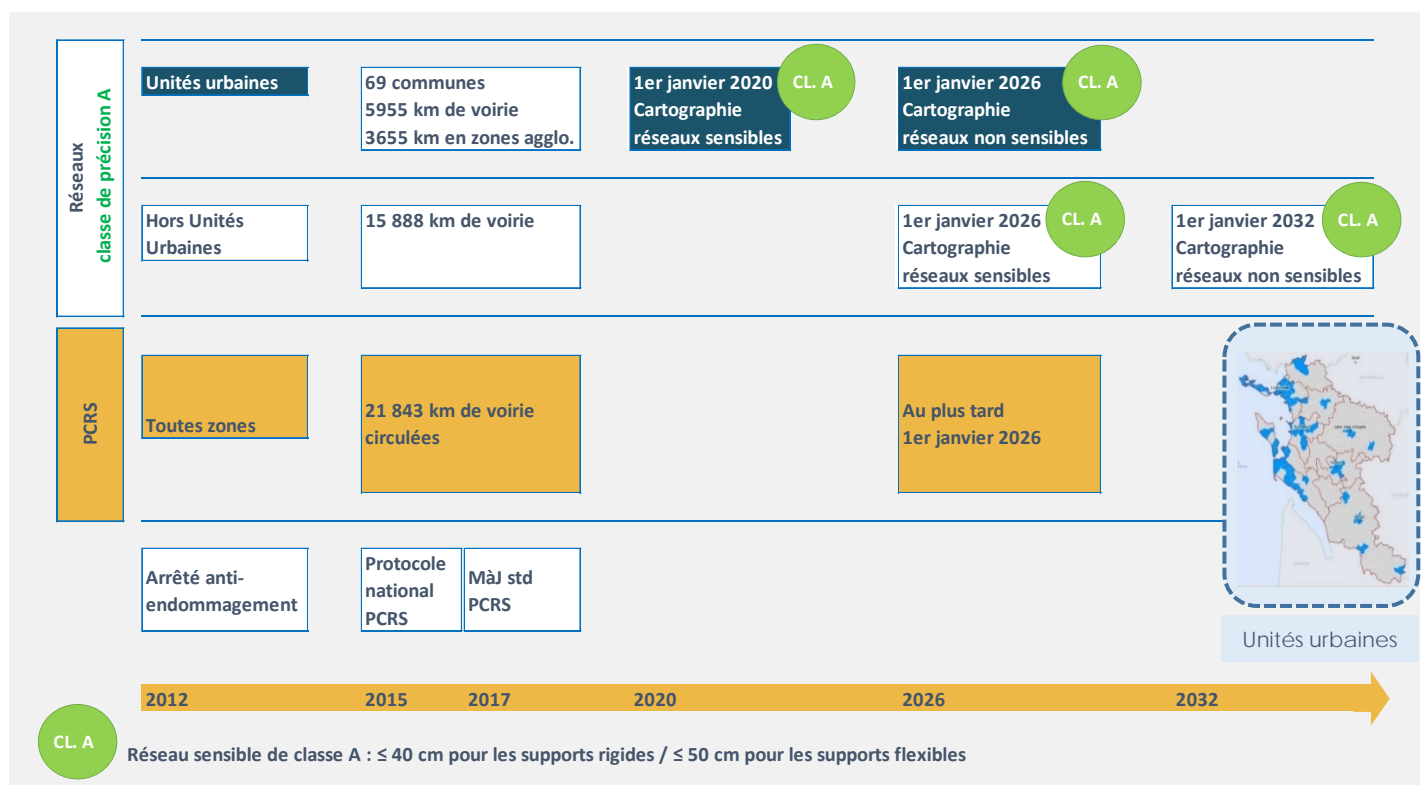 Réseaux
classe de précision A
Unités urbaines
69 communes
5955 km de voirie
3655 km en zones agglo.
1er janvier 2020
Cartographie
réseaux sensibles
CL. A
1er janvier 2026
Cartographie
réseaux non sensibles
CL. A
Hors Unités
Urbaines
15 888 km de voirie
1er janvier 2026
Cartographie
réseaux sensibles
CL. A
1er janvier 2032
Cartographie
réseaux non sensibles
CL. A
PCRS
Toutes zones
21 843 km de voirie
circulées
Au plus tard
1er janvier 2026
Arrêté anti-
endommagement
Protocole
national
PCRS
MàJ std
PCRS
Unités urbaines
2012
2015
2017
2020
2026
2032
CL. A
Réseau sensible de classe A : ≤ 40 cm pour les supports rigides / ≤ 50 cm pour les supports flexibles